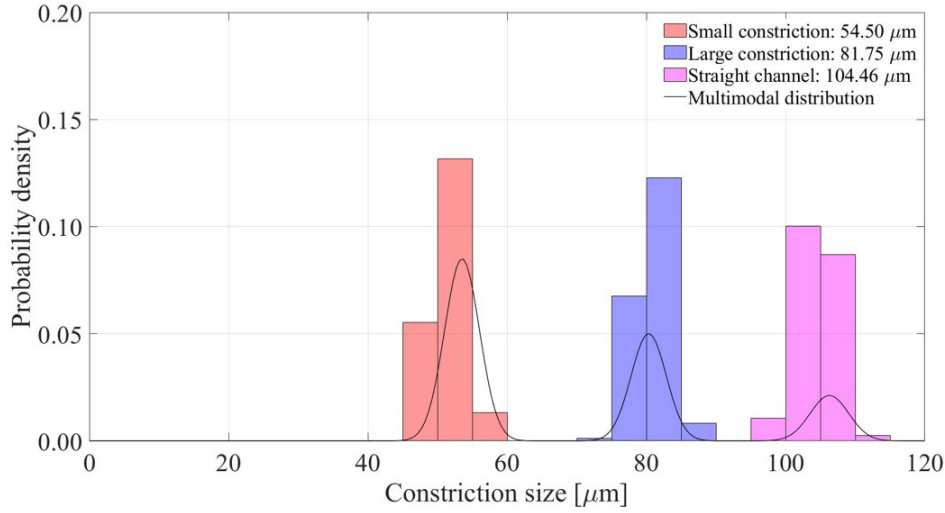 0.20
0.15
0.10
0.05
0.00
Probability density
Small constriction: 54.50 μm
Large constriction: 81.75 μm
Straight channel: 104.46 μm
Multimodal distribution
0 20 40 60 80 100 120
Constriction size [μm]